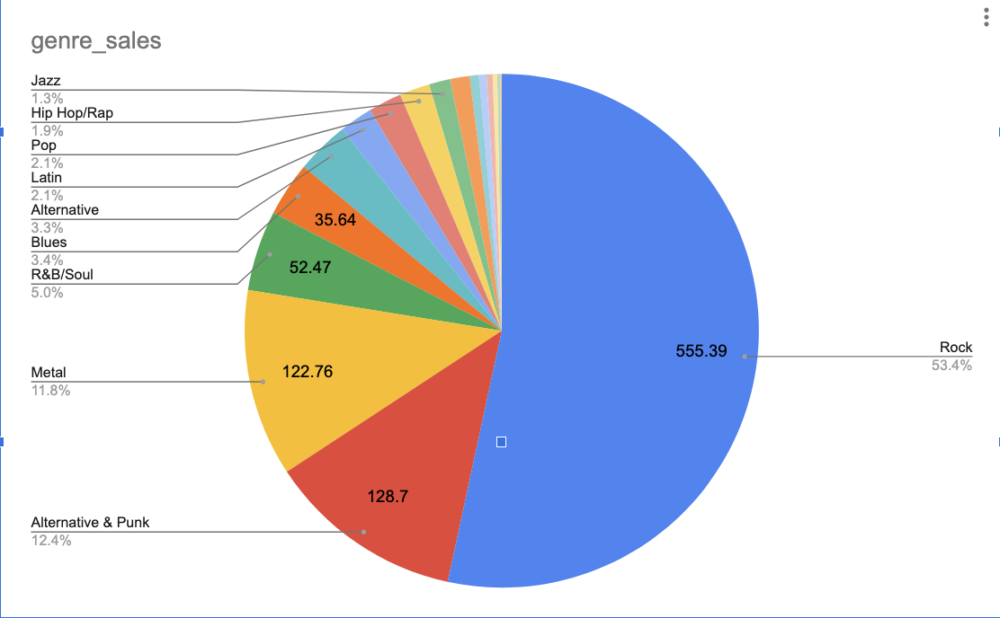 genre_sales
Jazz
1.3%
Hip Hop/Rap
1.9%
Pop
2.1%
Latin
2.1%
Alternative
3.3%
Blues
3.4%
R&B/Soul
5.0%
Metal
11.8%
Alternative & Punk
12.4%
35.64
52.47
122.76
128.7
555.39
Rock
53.4%